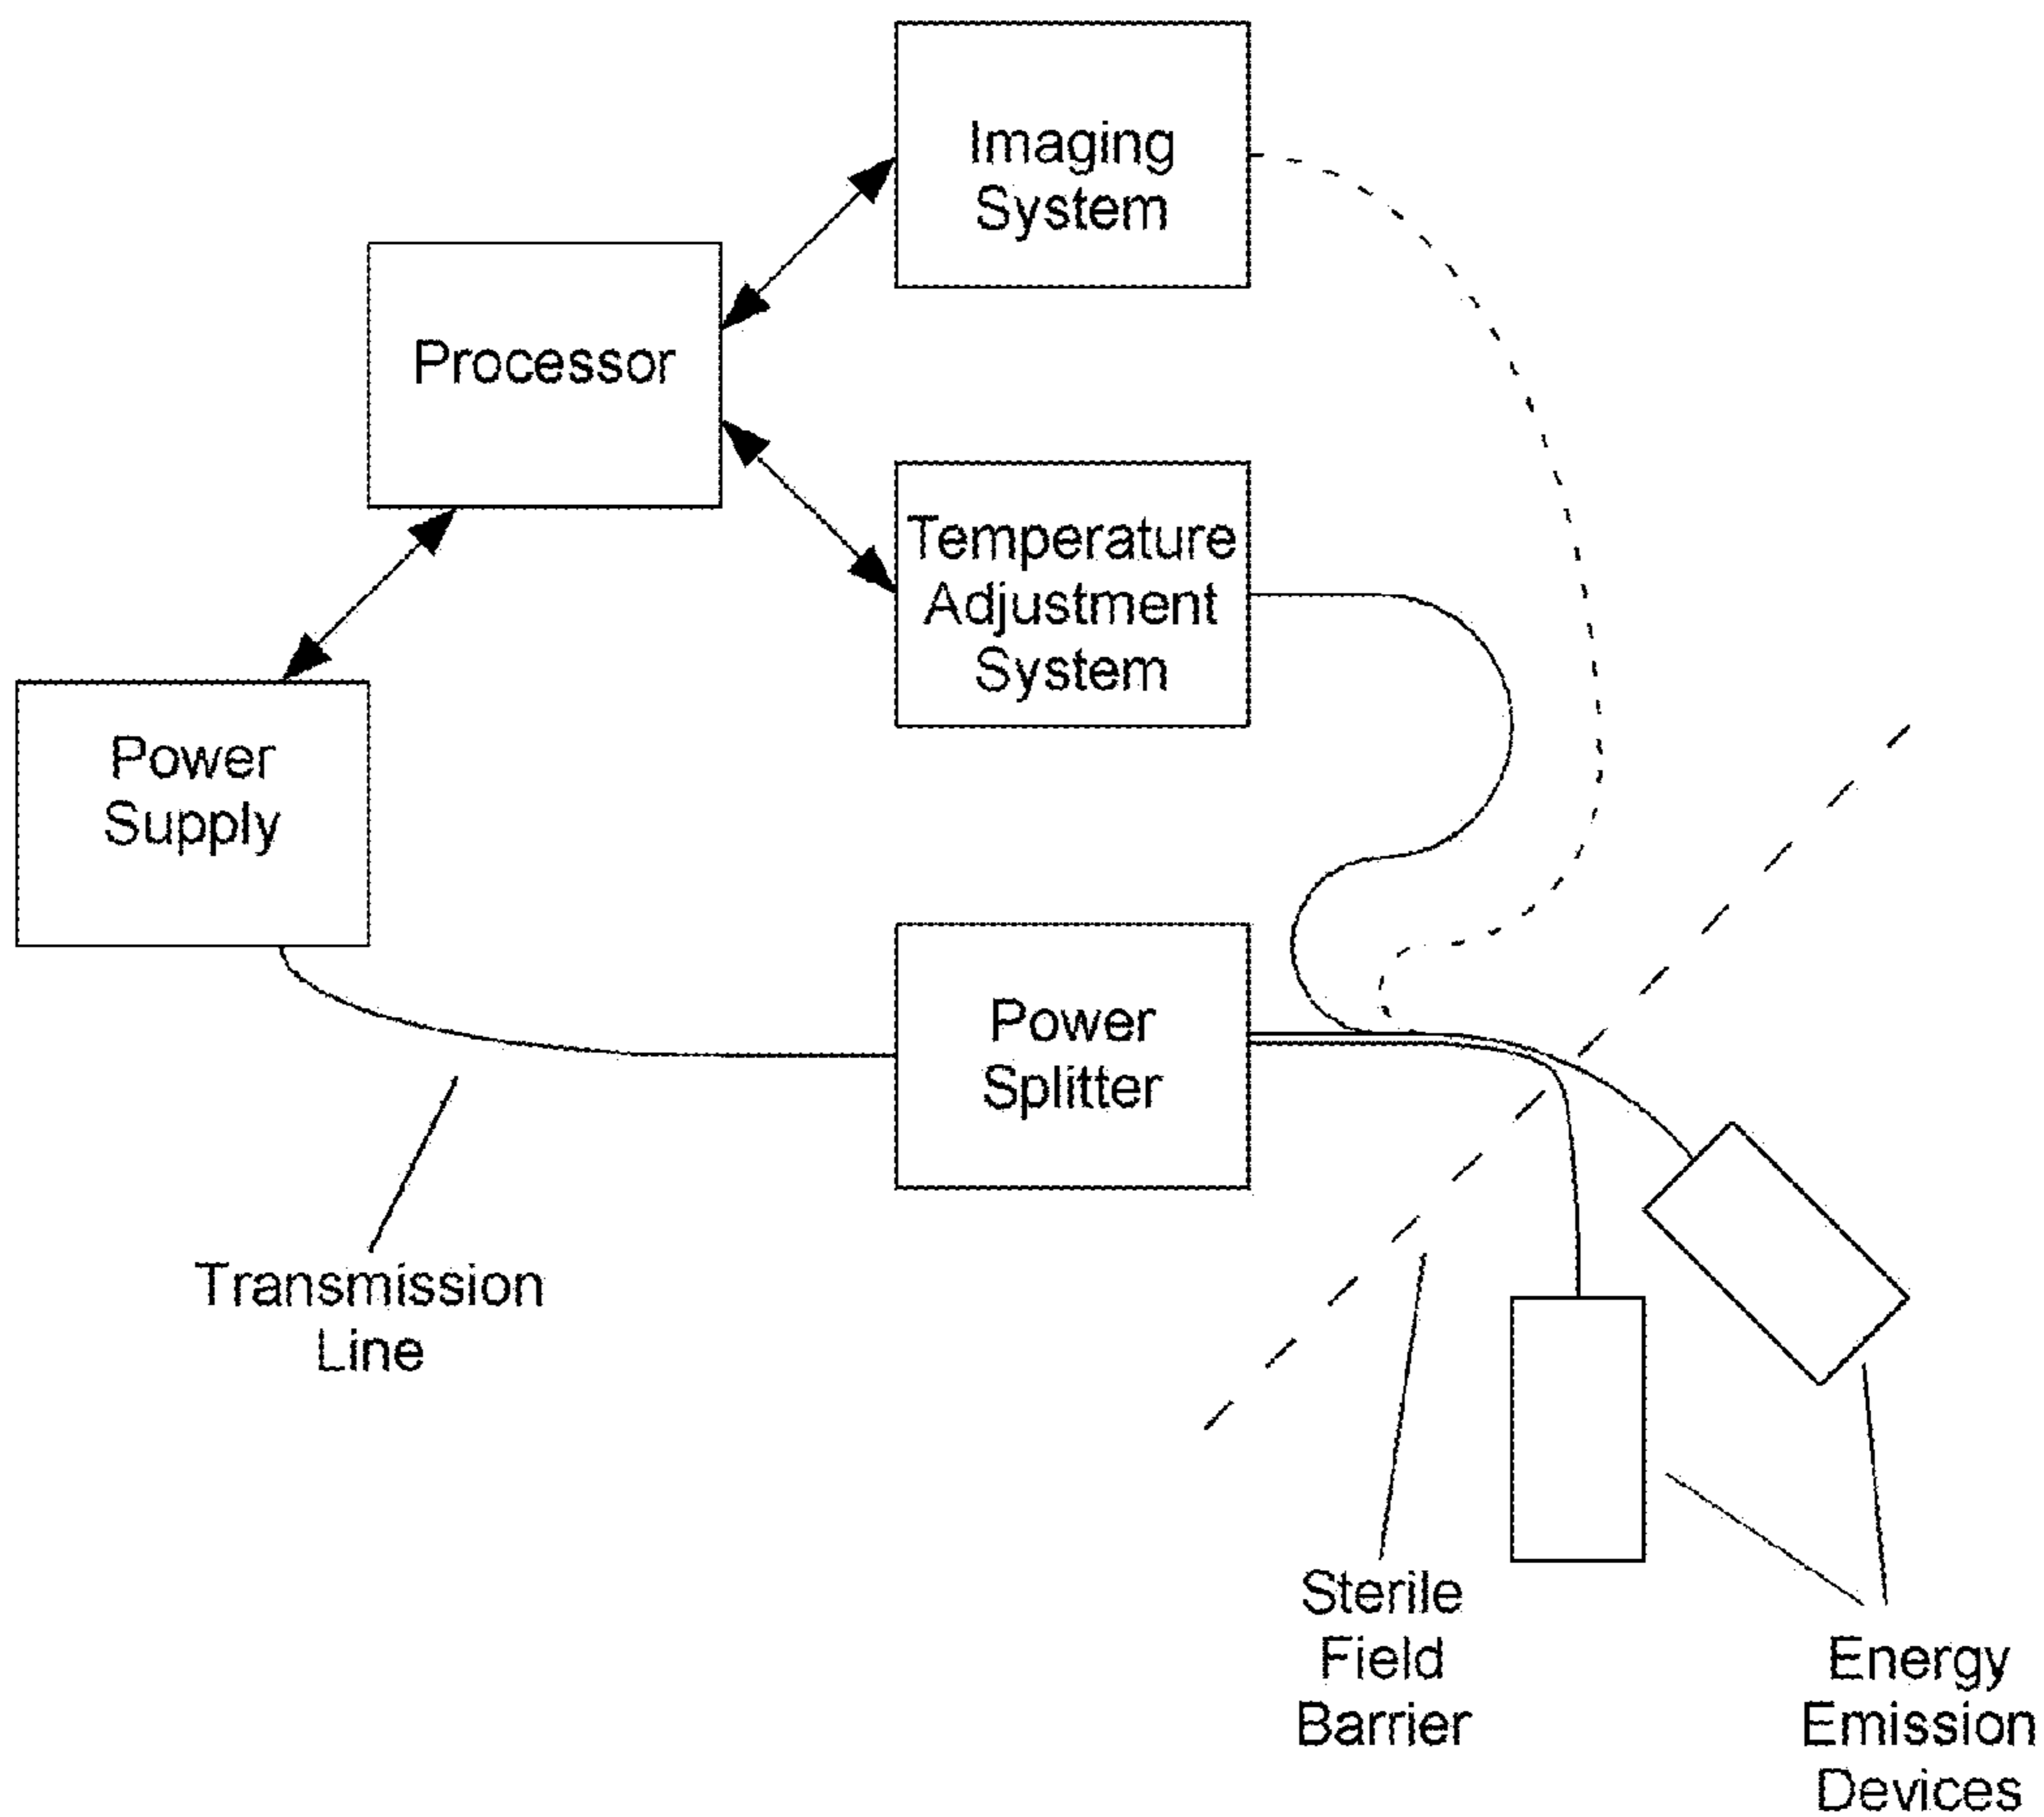 Imaging
System
Processor
Temperature
Adjustment
System
Power
Supply
Power
Splitter
Transmission
Line
Sterile
Field
Barrier
Energy
Emission
Devices